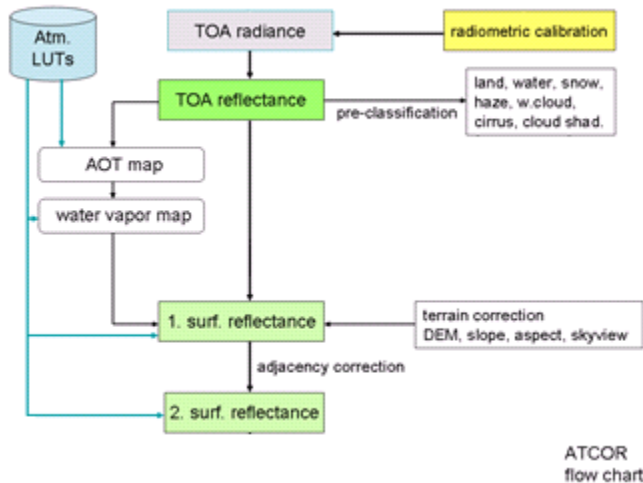 Atm.
LUTs
TOA radiance
radiometric calibration
TOA reflectance
pre-classification
land, water, snow,
haze, w.cloud,
cirrus, cloud shad.
AOT map
water vapor map
1. surf. reflectance
terrain correction
DEM, slope, aspect, skyview
adjacency correction
2. surf. reflectance
ATCOR
flow chart